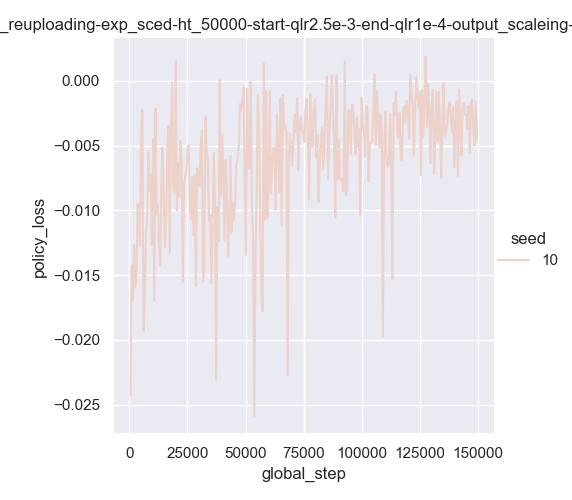 _reuploading-exp_sced-ht_50000-start-qlr2.5e-3-end-qlr1e-4-output_scaleing-
0.000
−0.005
−0.010
−0.015
−0.020
−0.025
policy_loss
0 25000 50000 75000 100000 125000 150000
global_step
seed
10